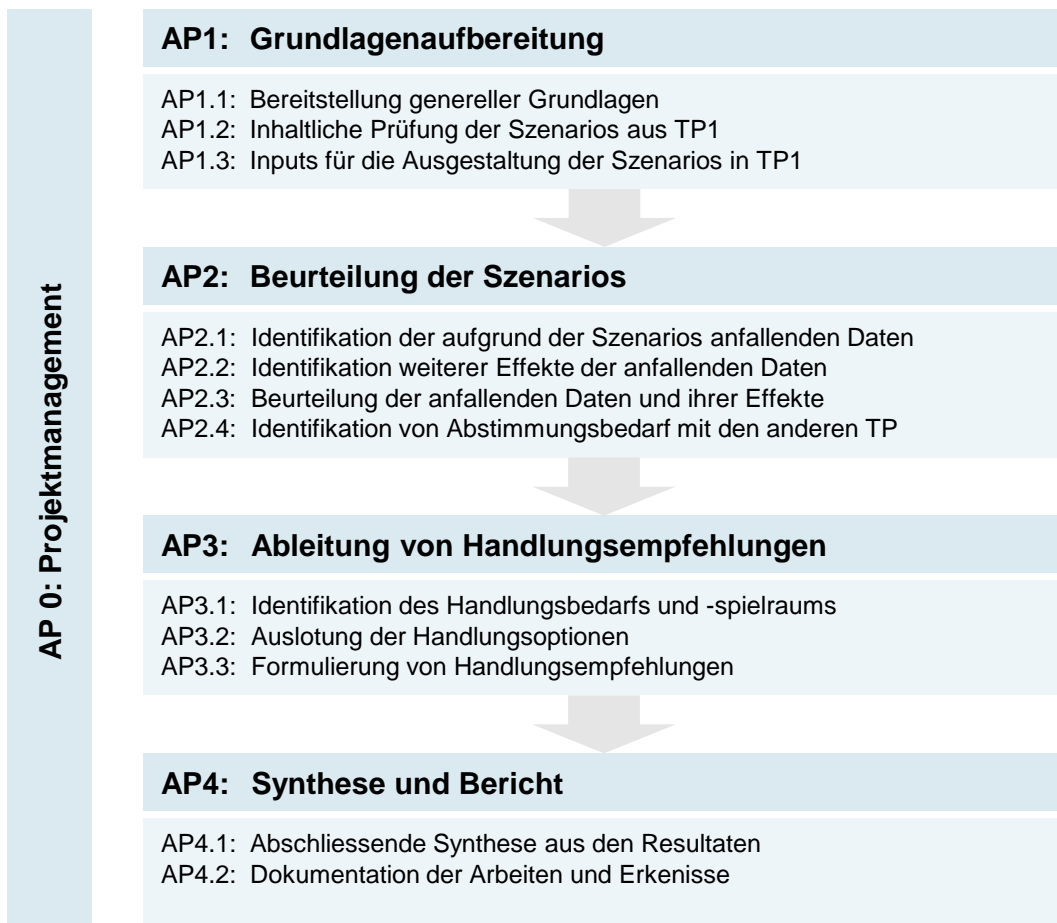 AP 0: Projektmanagement
AP1: Grundlagenaufbereitung
AP1.1: Bereitstellung genereller Grundlagen
AP1.2: Inhaltliche Prüfung der Szenarios aus TP1
AP1.3: Inputs für die Ausgestaltung der Szenarios in TP1
AP2: Beurteilung der Szenarios
AP2.1: Identifikation der aufgrund der Szenarios anfallenden Daten
AP2.2: Identifikation weiterer Effekte der anfallenden Daten
AP2.3: Beurteilung der anfallenden Daten und ihrer Effekte
AP2.4: Identifikation von Abstimmungsbedarf mit den anderen TP
AP3: Ableitung von Handlungsempfehlungen
AP3.1: Identifikation des Handlungsbedarfs und -spielraums
AP3.2: Auslotung der Handlungsoptionen
AP3.3: Formulierung von Handlungsempfehlungen
AP4: Synthese und Bericht
AP4.1: Abschliessende Synthese aus den Resultaten
AP4.2: Dokumentation der Arbeiten und Erkenisse